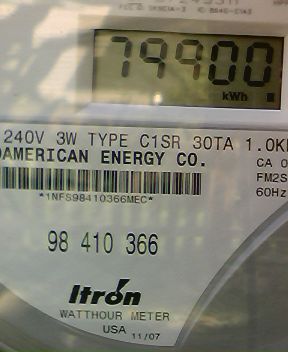 79900
kWh
240V 3W TYPE C1SR 30TA 1.0K
AMERICAN ENERGY CO.
CA 0
FM2S
60Hz
*1NFS98410366MEC*
98 410 366
Itron
WATTHOUR METER
USA 11/07